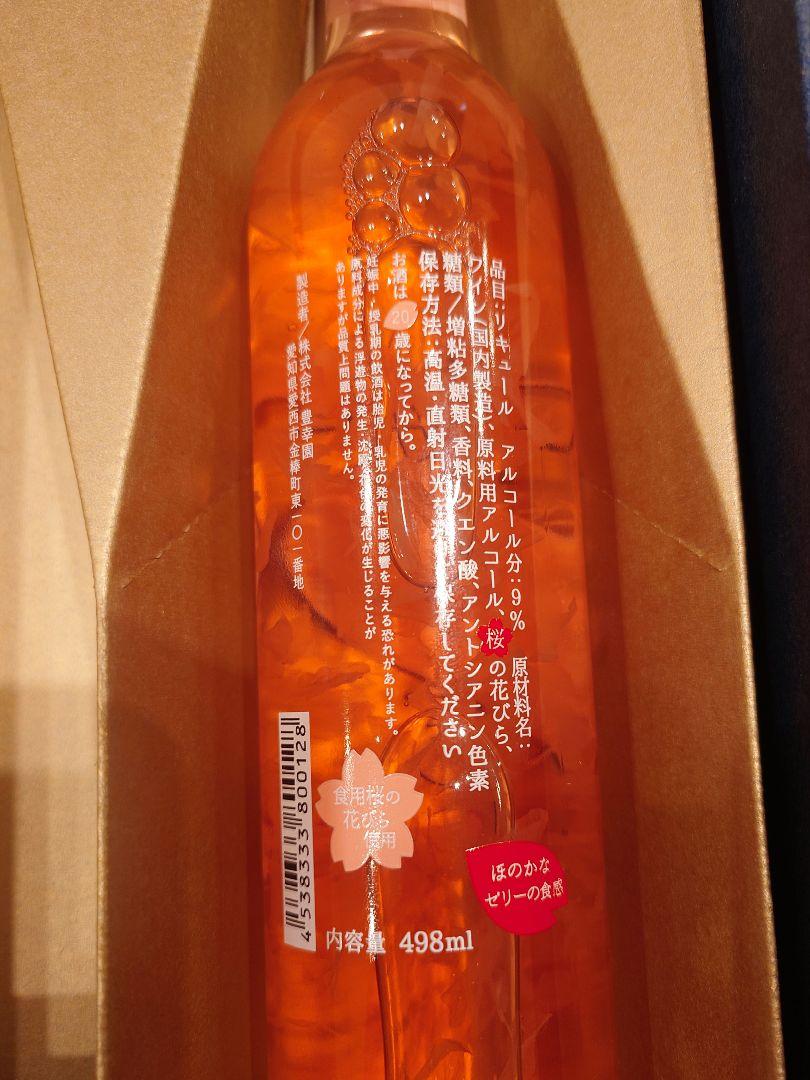 品目：リキュール　アルコール分：9%　原材料名：
ワイン（国内製造）、原料用アルコール、桜の花びら、
糖類／増粘多糖類、香料、クエン酸、アントシアニン色素
保存方法：高温・直射日光を 保存してください
お酒は20歳になってから。
妊娠中・授乳期の飲酒は胎児・乳児の発育に悪影響を与える恐れがあります。
原料成分による浮遊物の発生・沈殿 色の変化が生じることが
ありますが品質上問題はありません。
製造者／株式会社 豊幸園
愛知県愛西市金棒町東一〇一番地
食用桜の
花びら
使用
ほのかな
ゼリーの食感
4538333800128
内容量 498ml